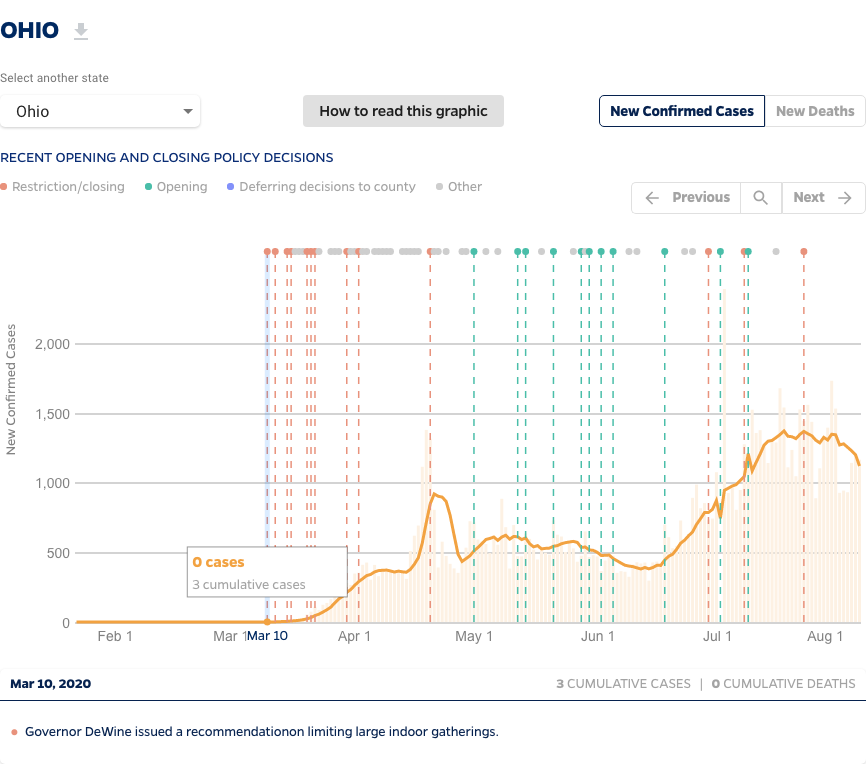 OHIO
Select another state
Ohio
How to read this graphic
New Confirmed Cases
New Deaths
RECENT OPENING AND CLOSING POLICY DECISIONS
Restriction/closing
Opening
Deferring decisions to county
Other
Previous
Next
New Confirmed Cases
2,000
1,500
1,000
500
0
0 cases
3 cumulative cases
Feb 1
Mar 1
Mar 10
Apr 1
May 1
Jun 1
Jul 1
Aug 1
Mar 10, 2020
3 CUMULATIVE CASES | 0 CUMULATIVE DEATHS
Governor DeWine issued a recommendationon limiting large indoor gatherings.